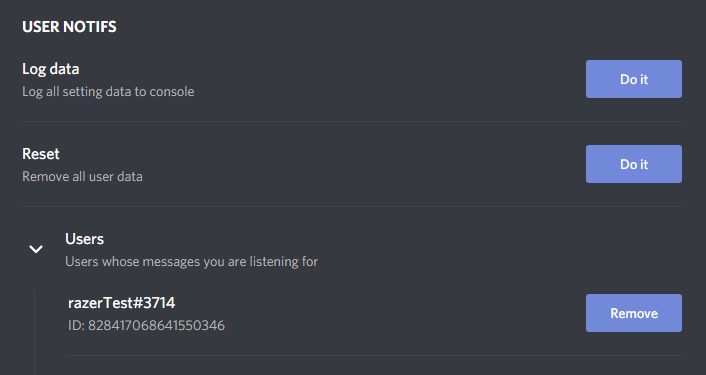 USER NOTIFS
Log data
Log all setting data to console
Do it
Reset
Remove all user data
Do it
Users
Users whose messages you are listening for
razerTest#3714
ID: 828417068641550346
Remove